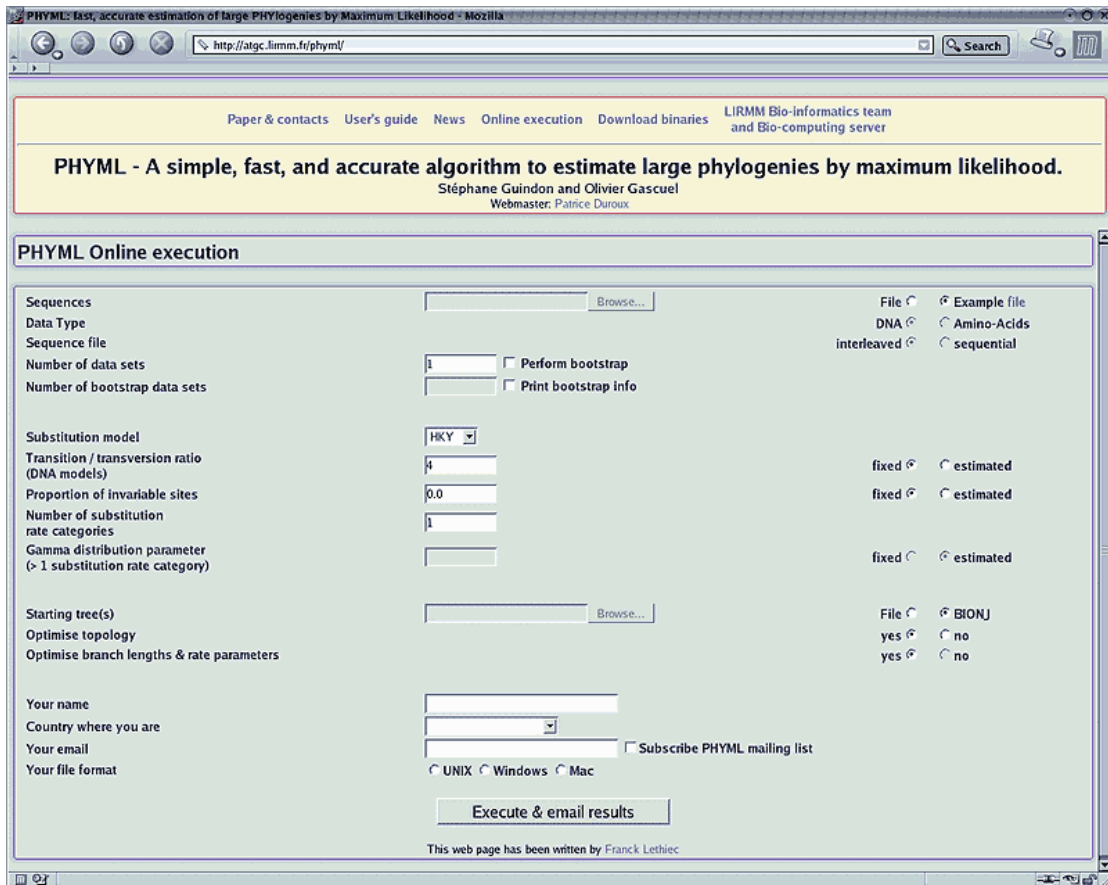 PHYML: fast, accurate estimation of large PHYlogenies by Maximum Likelihood - Mozilla
http://atgc.lirmm.fr/phyml/ Search
Paper & contacts User's guide News Online execution Download binaries LIRMM Bio-informatics team and Bio-computing server
PHYML - A simple, fast, and accurate algorithm to estimate large phylogenies by maximum likelihood.
Stéphane Guindon and Olivier Gascuel
Webmaster: Patrice Duroux
PHYML Online execution
Sequences Browse... File Example file
Data Type DNA Amino-Acids
Sequence file interleaved sequential
Number of data sets 1 Perform bootstrap
Number of bootstrap data sets Print bootstrap info
Substitution model HKY
Transition / transversion ratio
(DNA models) 4 fixed estimated
Proportion of invariable sites 0.0 fixed estimated
Number of substitution
rate categories 1
Gamma distribution parameter
(> 1 substitution rate category) fixed estimated
Starting tree(s) Browse... File BIONJ
Optimise topology yes no
Optimise branch lengths & rate parameters yes no
Your name
Country where you are
Your email Subscribe PHYML mailing list
Your file format UNIX Windows Mac
Execute & email results
This web page has been written by Franck Lethiec